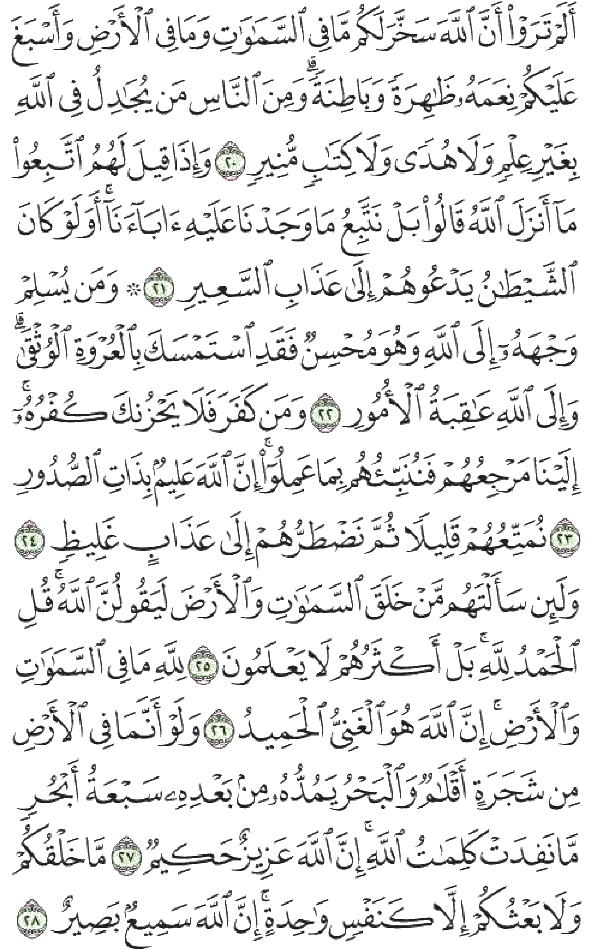 أَلَمْ تَرَوْا۟ أَنَّ ٱللَّهَ سَخَّرَ لَكُم مَّا فِى ٱلسَّمَٰوَٰتِ وَمَا فِى ٱلْأَرْضِ وَأَسْبَغَ
عَلَيْكُمْ نِعَمَهُۥ ظَٰهِرَةً وَبَاطِنَةً ۗ وَمِنَ ٱلنَّاسِ مَن يُجَٰدِلُ فِى ٱللَّهِ
بِغَيْرِ عِلْمٍ وَلَا هُدًى وَلَا كِتَٰبٍ مُّنِيرٍ ٢٠ وَإِذَا قِيلَ لَهُمُ ٱتَّبِعُوا۟
مَآ أَنزَلَ ٱللَّهُ قَالُوا۟ بَلْ نَتَّبِعُ مَا وَجَدْنَا عَلَيْهِ ءَابَآءَنَآ ۚ أَوَلَوْ كَانَ
ٱلشَّيْطَٰنُ يَدْعُوهُمْ إِلَىٰ عَذَابِ ٱلسَّعِيرِ ٢١ ۞ وَمَن يُسْلِمْ
وَجْهَهُۥٓ إِلَى ٱللَّهِ وَهُوَ مُحْسِنٌ فَقَدِ ٱسْتَمْسَكَ بِٱلْعُرْوَةِ ٱلْوُثْقَىٰ ۗ
وَإِلَى ٱللَّهِ عَٰقِبَةُ ٱلْأُمُورِ ٢٢ وَمَن كَفَرَ فَلَا يَحْزُنكَ كُفْرُهُۥٓ ۚ
إِلَيْنَا مَرْجِعُهُمْ فَنُنَبِّئُهُم بِمَا عَمِلُوٓا۟ ۚ إِنَّ ٱللَّهَ عَلِيمٌۢ بِذَاتِ ٱلصُّدُورِ
٢٣ نُمَتِّعُهُمْ قَلِيلًا ثُمَّ نَضْطَرُّهُمْ إِلَىٰ عَذَابٍ غَلِيظٍ ٢٤
وَلَئِن سَأَلْتَهُم مَّنْ خَلَقَ ٱلسَّمَٰوَٰتِ وَٱلْأَرْضَ لَيَقُولُنَّ ٱللَّهُ ۚ قُلِ
ٱلْحَمْدُ لِلَّهِ ۚ بَلْ أَكْثَرُهُمْ لَا يَعْلَمُونَ ٢٥ لِلَّهِ مَا فِى ٱلسَّمَٰوَٰتِ
وَٱلْأَرْضِ ۚ إِنَّ ٱللَّهَ هُوَ ٱلْغَنِىُّ ٱلْحَمِيدُ ٢٦ وَلَوْ أَنَّمَا فِى ٱلْأَرْضِ
مِن شَجَرَةٍ أَقْلَٰمٌ وَٱلْبَحْرُ يَمُدُّهُۥ مِنۢ بَعْدِهِۦ سَبْعَةُ أَبْحُرٍ
مَّا نَفِدَتْ كَلِمَٰتُ ٱللَّهِ ۗ إِنَّ ٱللَّهَ عَزِيزٌ حَكِيمٌ ٢٧ مَّا خَلْقُكُمْ
وَلَا بَعْثُكُمْ إِلَّا كَنَفْسٍ وَٰحِدَةٍ ۗ إِنَّ ٱللَّهَ سَمِيعٌۢ بَصِيرٌ ٢٨